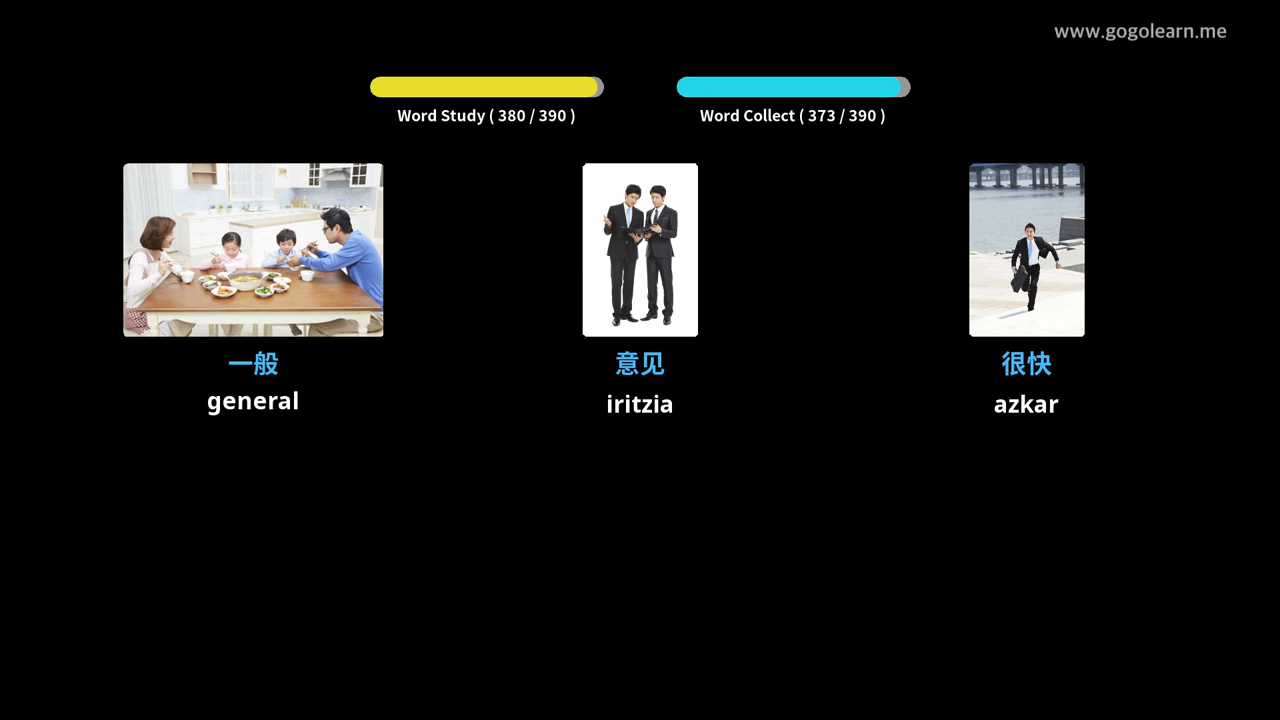 www.gogolearn.me
Word Study ( 380 / 390 )
Word Collect ( 373 / 390 )
一般
general
意见
iritzia
很快
azkar